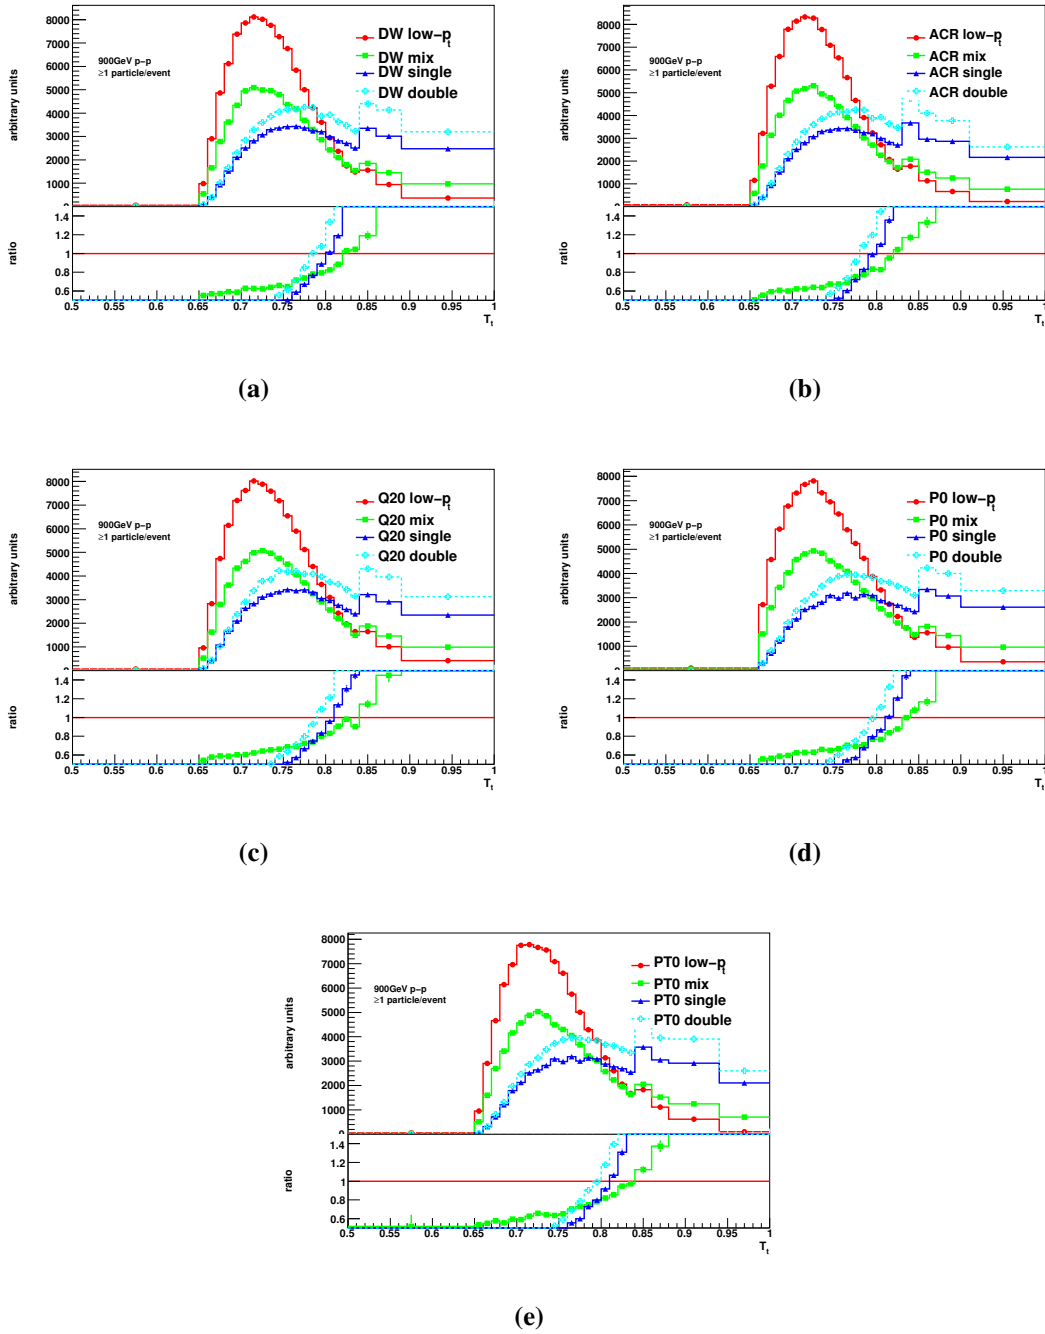 8000
7000
6000
5000
4000
3000
2000
1000
0
arbitrary units
900GeV p-p
≥1 particle/event
DW low-pt
DW mix
DW single
DW double
1.4
1.2
1
0.8
0.6
ratio
0.5 0.55 0.6 0.65 0.7 0.75 0.8 0.85 0.9 0.95 1
Tt
(a)
8000
7000
6000
5000
4000
3000
2000
1000
0
arbitrary units
900GeV p-p
≥1 particle/event
ACR low-pt
ACR mix
ACR single
ACR double
1.4
1.2
1
0.8
0.6
ratio
0.5 0.55 0.6 0.65 0.7 0.75 0.8 0.85 0.9 0.95 1
Tt
(b)
8000
7000
6000
5000
4000
3000
2000
1000
0
arbitrary units
900GeV p-p
≥1 particle/event
Q20 low-pt
Q20 mix
Q20 single
Q20 double
1.4
1.2
1
0.8
0.6
ratio
0.5 0.55 0.6 0.65 0.7 0.75 0.8 0.85 0.9 0.95 1
Tt
(c)
8000
7000
6000
5000
4000
3000
2000
1000
0
arbitrary units
900GeV p-p
≥1 particle/event
P0 low-pt
P0 mix
P0 single
P0 double
1.4
1.2
1
0.8
0.6
ratio
0.5 0.55 0.6 0.65 0.7 0.75 0.8 0.85 0.9 0.95 1
Tt
(d)
8000
7000
6000
5000
4000
3000
2000
1000
0
arbitrary units
900GeV p-p
≥1 particle/event
PT0 low-pt
PT0 mix
PT0 single
PT0 double
1.4
1.2
1
0.8
0.6
ratio
0.5 0.55 0.6 0.65 0.7 0.75 0.8 0.85 0.9 0.95 1
Tt
(e)